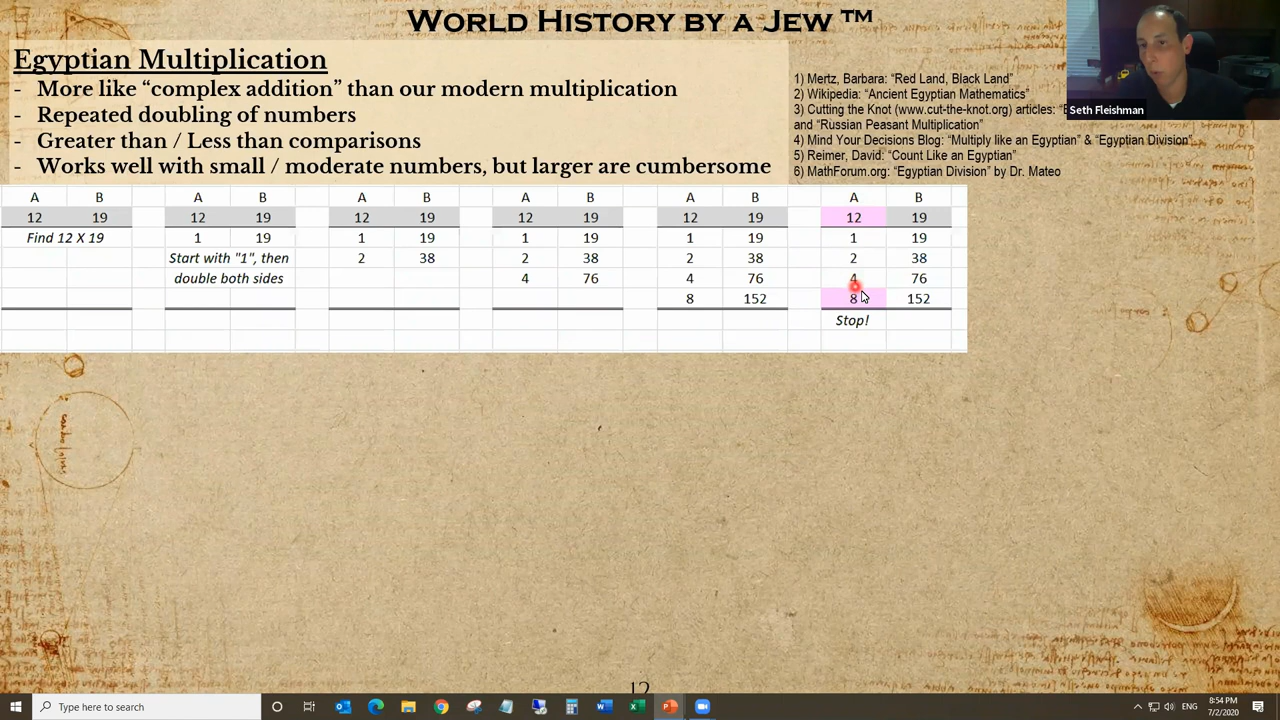 WORLD HISTORY BY A JEW ™
Egyptian Multiplication
- More like “complex addition” than our modern multiplication
- Repeated doubling of numbers
- Greater than / Less than comparisons
- Works well with small / moderate numbers, but larger are cumbersome
1) Mertz, Barbara: “Red Land, Black Land”
2) Wikipedia: “Ancient Egyptian Mathematics”
3) Cutting the Knot (www.cut-the-knot.org) articles:
and “Russian Peasant Multiplication”
4) Mind Your Decisions Blog: “Multiply like an Egyptian” & “Egyptian Division”
5) Reimer, David: “Count Like an Egyptian”
6) MathForum.org: “Egyptian Division” by Dr. Mateo
Seth Fleishman
A B A B A B A B A B A B
12 19 12 19 12 19 12 19 12 19 12 19
Find 12 X 19 1 19 1 19 1 19 1 19 1 19
Start with "1", then 2 38 2 38 2 38 2 38
double both sides 4 76 4 76 4 76
8 152 8 152
Stop!
12
Type here to search
ENG
8:54 PM
7/2/2020